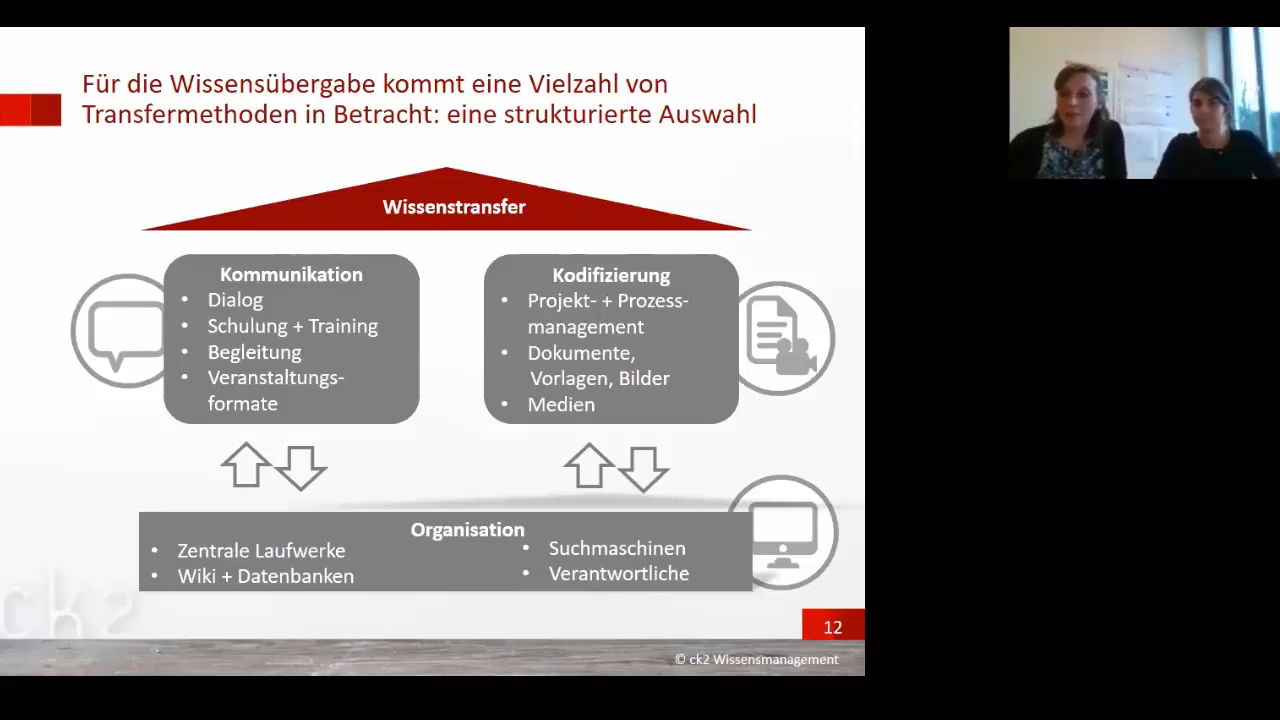 Für die Wissensübergabe kommt eine Vielzahl von
Transfermethoden in Betracht: eine strukturierte Auswahl
Wissenstransfer
Kommunikation
• Dialog
• Schulung + Training
• Begleitung
• Veranstaltungs-
formate
Kodifizierung
• Projekt- + Prozess-
management
• Dokumente,
Vorlagen, Bilder
• Medien
Organisation
• Zentrale Laufwerke
• Wiki + Datenbanken
• Suchmaschinen
• Verantwortliche
ck2
12
© ck2 Wissensmanagement